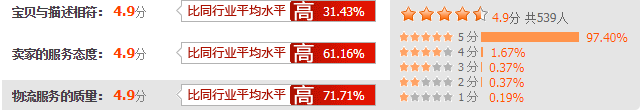 宝贝与描述相符: 4.9分 比同行业平均水平 高 31.43%
卖家的服务态度: 4.9分 比同行业平均水平 高 61.16%
物流服务的质量: 4.9分 比同行业平均水平 高 71.71%
4.9分 共539人
5分 97.40%
4分 1.67%
3分 0.37%
2分 0.37%
1分 0.19%